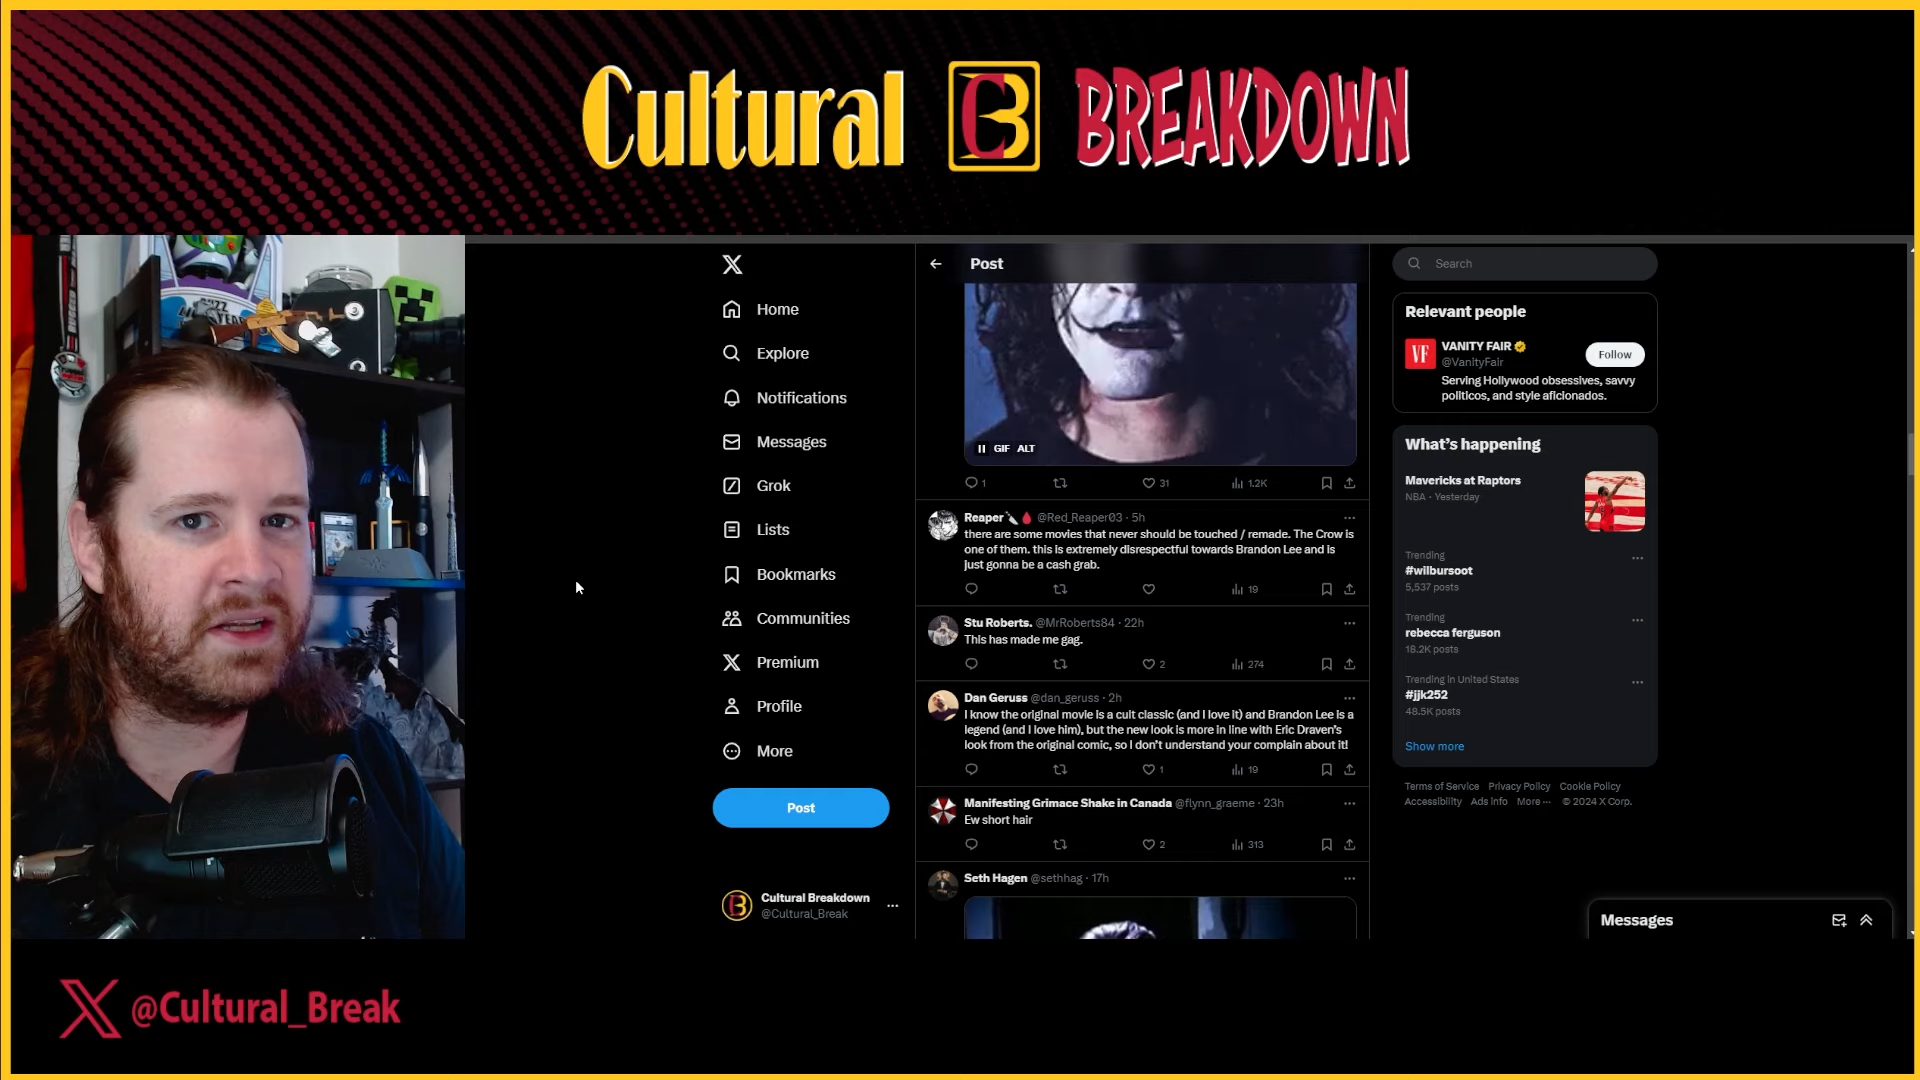 Cultural CB BREAKDOWN
X
Home
Explore
Notifications
Messages
Grok
Lists
Bookmarks
Communities
Premium
Profile
More
Post
Cultural Breakdown
@Cultural_Break
Post
GIF ALT
1 31 1.2K
Reaper @Red_Reaper03 · 5h
there are some movies that never should be touched / remade. The Crow is
one of them. this is extremely disrespectful towards Brandon Lee and is
just gonna be a cash grab.
19
Stu Roberts. @MrRoberts84 · 22h
This has made me gag.
2 274
Dan Geruss @dan_geruss · 2h
I know the original movie is a cult classic (and I love it) and Brandon Lee is a
legend (and I love him), but the new look is more in line with Eric Draven's
look from the original comic, so I don't understand your complain about it!
1 19
Manifesting Grimace Shake in Canada @flynn_graeme · 23h
Ew short hair
2 313
Seth Hagen @sethhag · 17h
Search
Relevant people
VF
VANITY FAIR
@VanityFair
Follow
Serving Hollywood obsessives, savvy
politicos, and style aficionados.
What's happening
Mavericks at Raptors
NBA · Yesterday
Trending
#wilbursoot
5,537 posts
Trending
rebecca ferguson
18.2K posts
Trending in United States
#jjk252
48.5K posts
Show more
Terms of Service Privacy Policy Cookie Policy
Accessibility Ads info More ··· © 2024 X Corp.
Messages
X @Cultural_Break